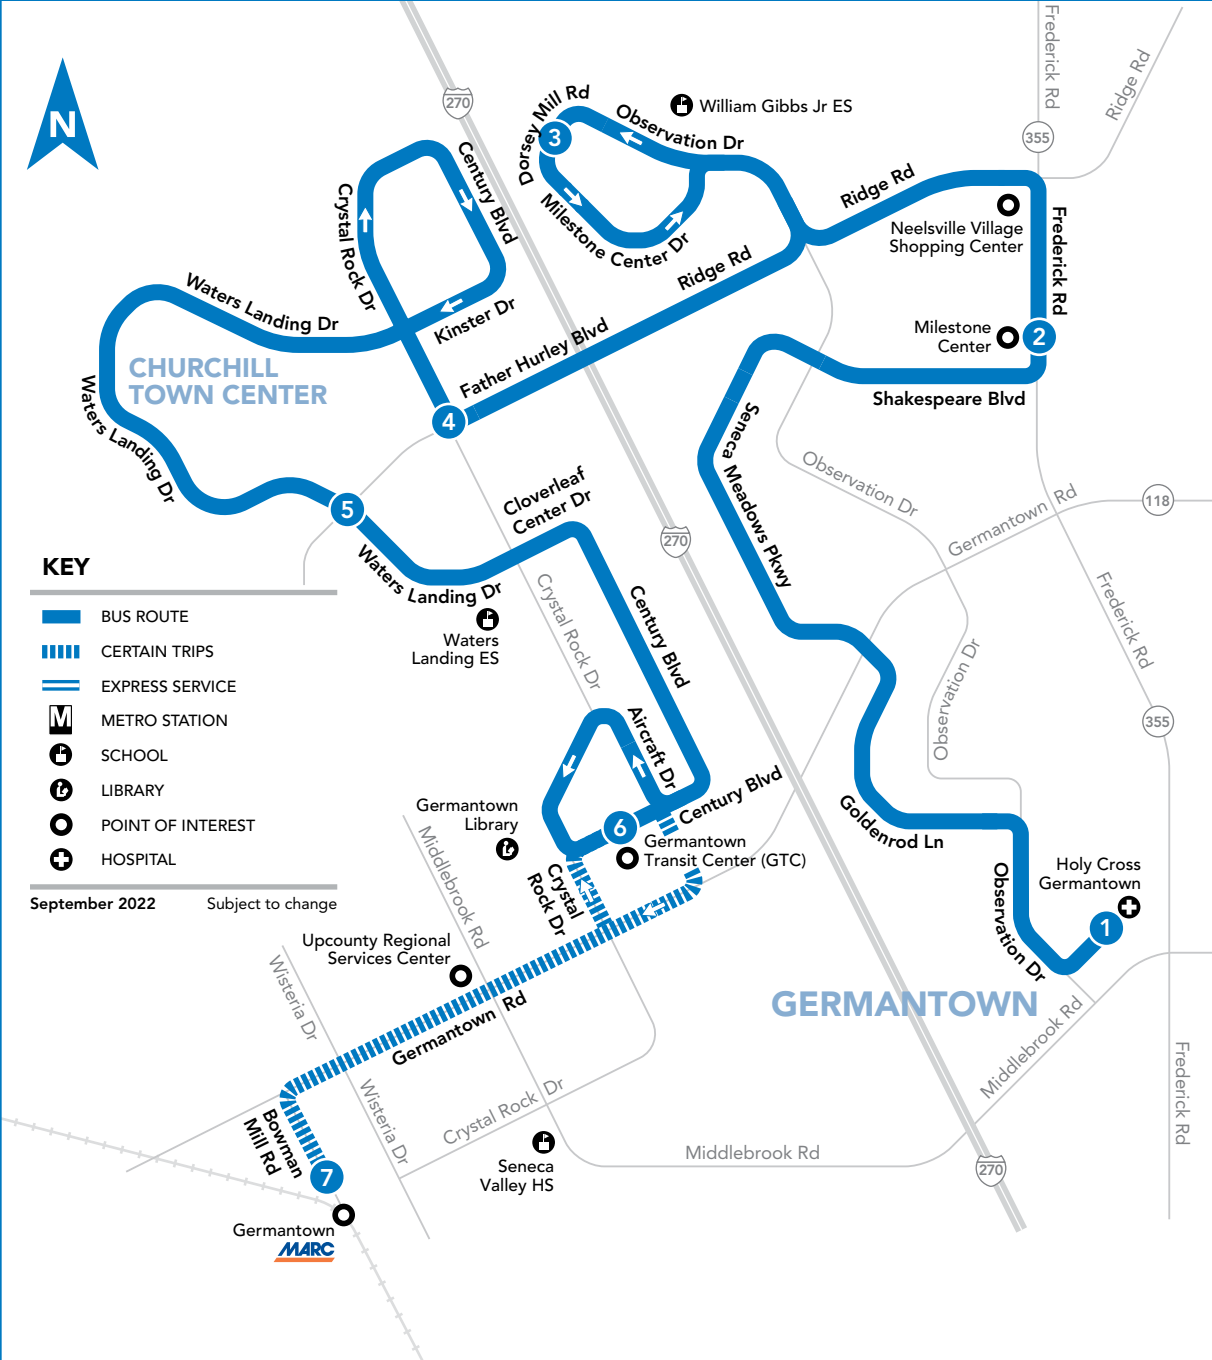 N
270
Dorsey Mill Rd
3
Observation Dr
William Gibbs Jr ES
Frederick Rd
Ridge Rd
355
Century Blvd
Crystal Rock Dr
Milestone Center Dr
Ridge Rd
Ridge Rd
Neelsville Village
Shopping Center
Frederick Rd
Waters Landing Dr
Kinster Dr
Father Hurley Blvd
Milestone
Center
2
CHURCHILL
TOWN CENTER
Shakespeare Blvd
Waters Landing Dr
4
Seneca Meadows Pkwy
Observation Dr
Germantown Rd
118
5
Cloverleaf
Center Dr
270
Waters Landing Dr
Waters
Landing ES
Crystal Rock Dr
Century Blvd
Frederick Rd
Observation Dr
355
KEY
BUS ROUTE
CERTAIN TRIPS
EXPRESS SERVICE
M
METRO STATION
SCHOOL
LIBRARY
POINT OF INTEREST
HOSPITAL
September 2022
Subject to change
Aircraft Dr
Century Blvd
Germantown
Library
6
Germantown
Transit Center (GTC)
Middlebrook Rd
Crystal
Rock Dr
Goldenrod Ln
Observation Dr
Holy Cross
Germantown
1
Upcounty Regional
Services Center
Wisteria Dr
Germantown Rd
GERMANTOWN
Middlebrook Rd
Frederick Rd
Wisteria Dr
Crystal Rock Dr
Bowman
Mill Rd
7
Seneca
Valley HS
Middlebrook Rd
270
Germantown
MARC